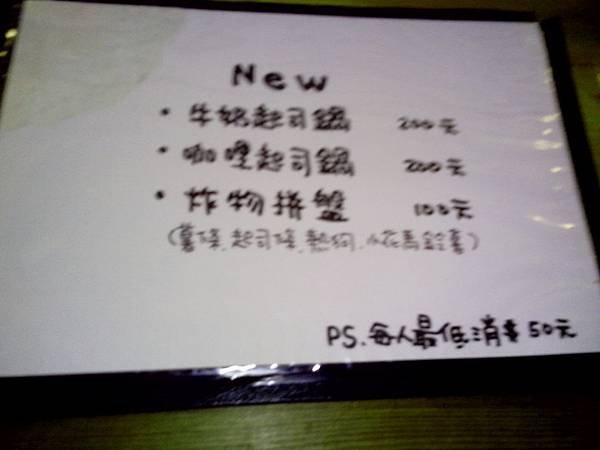 New
・牛奶起司鍋 200元
・咖哩起司鍋 200元
・炸物拼盤 100元
(薯條.起司條.熱狗.小花馬鈴薯)
PS.每人最低消費50元